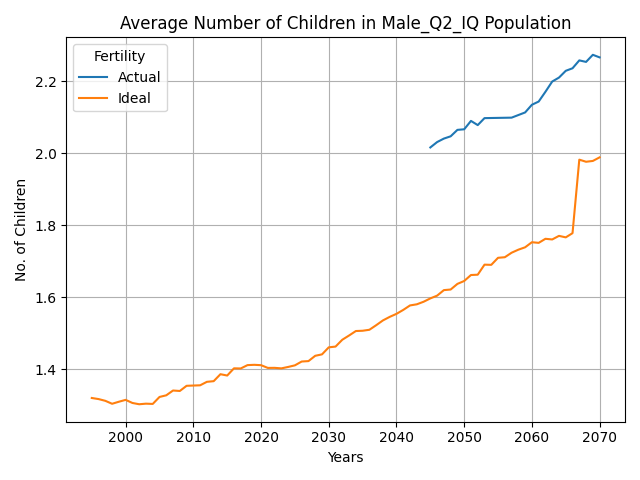 Average Number of Children in Male_Q2_IQ Population
Fertility
Actual
Ideal
2.2
2.0
1.8
1.6
1.4
No. of Children
2000 2010 2020 2030 2040 2050 2060 2070
Years